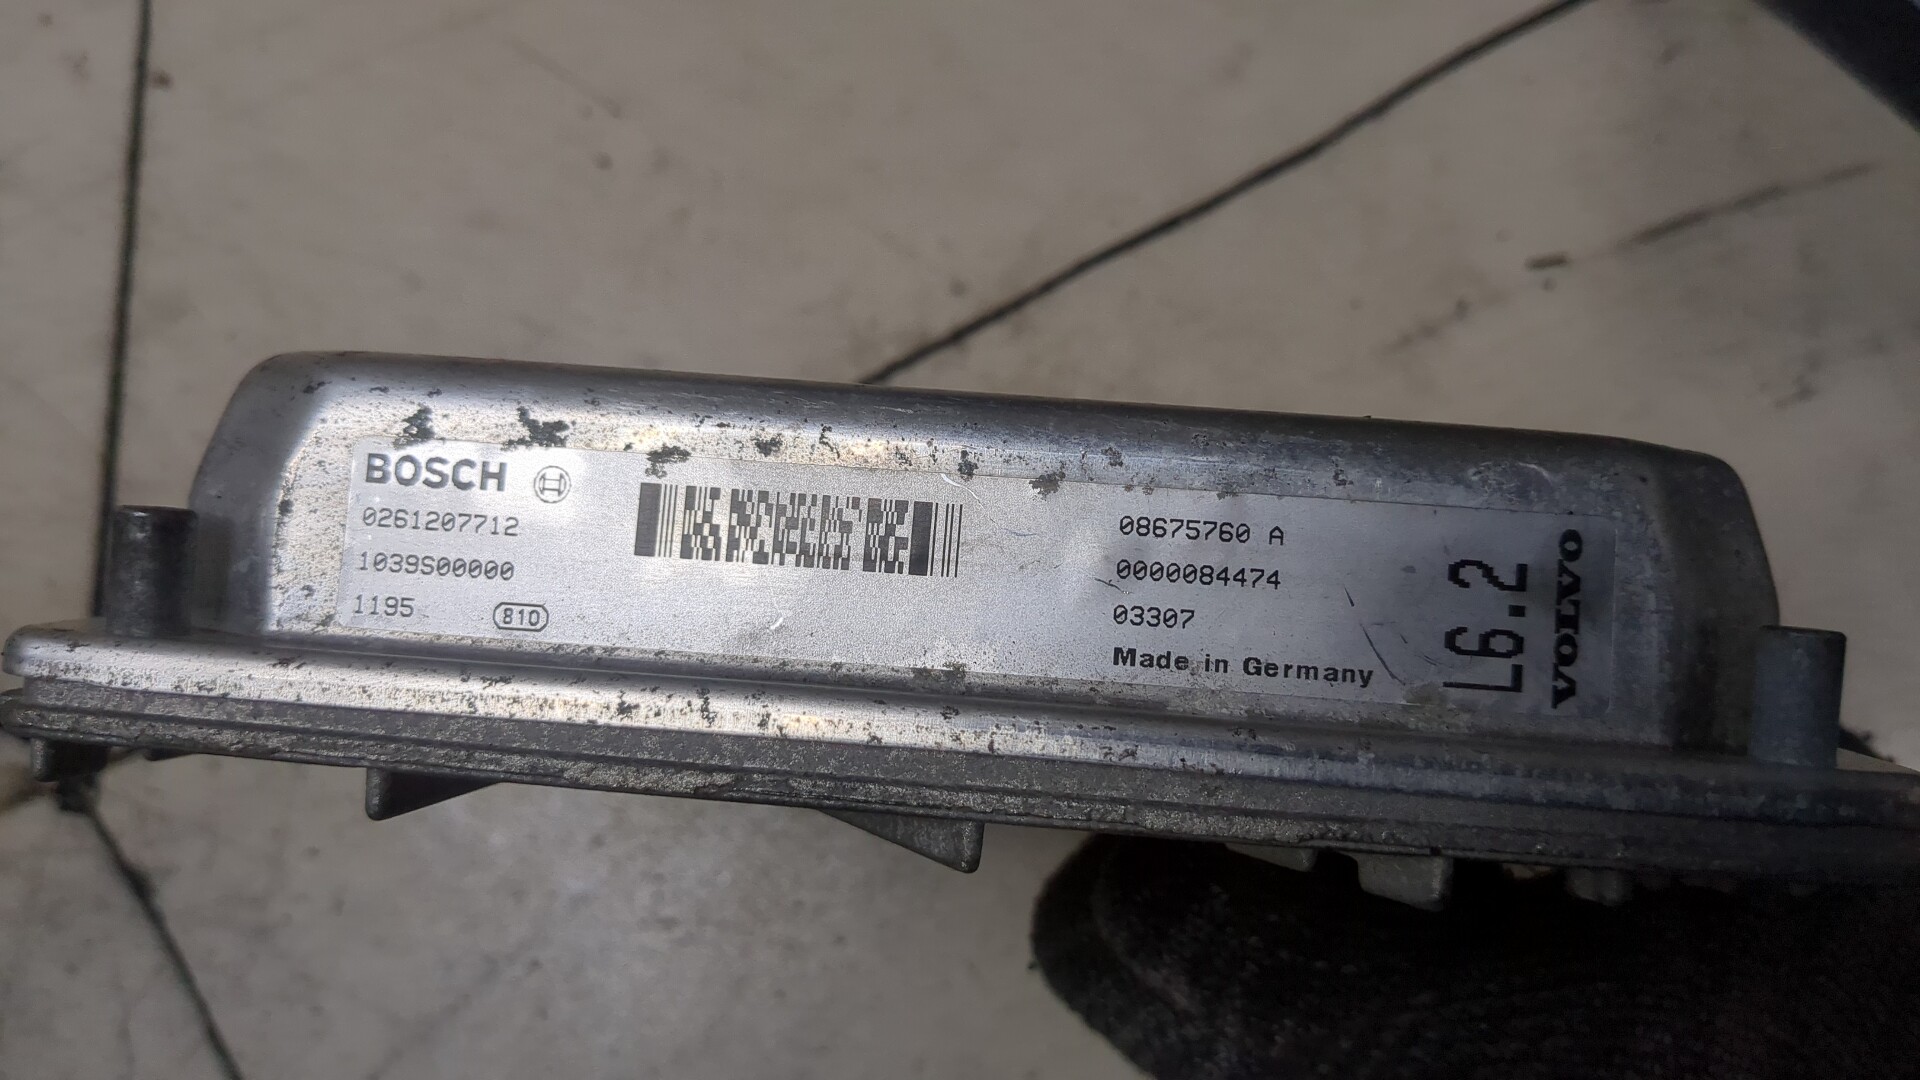 BOSCH
0261207712
1039S00000
1195 810
08675760 A
0000084474
03307
Made in Germany
L6.2
VOLVO